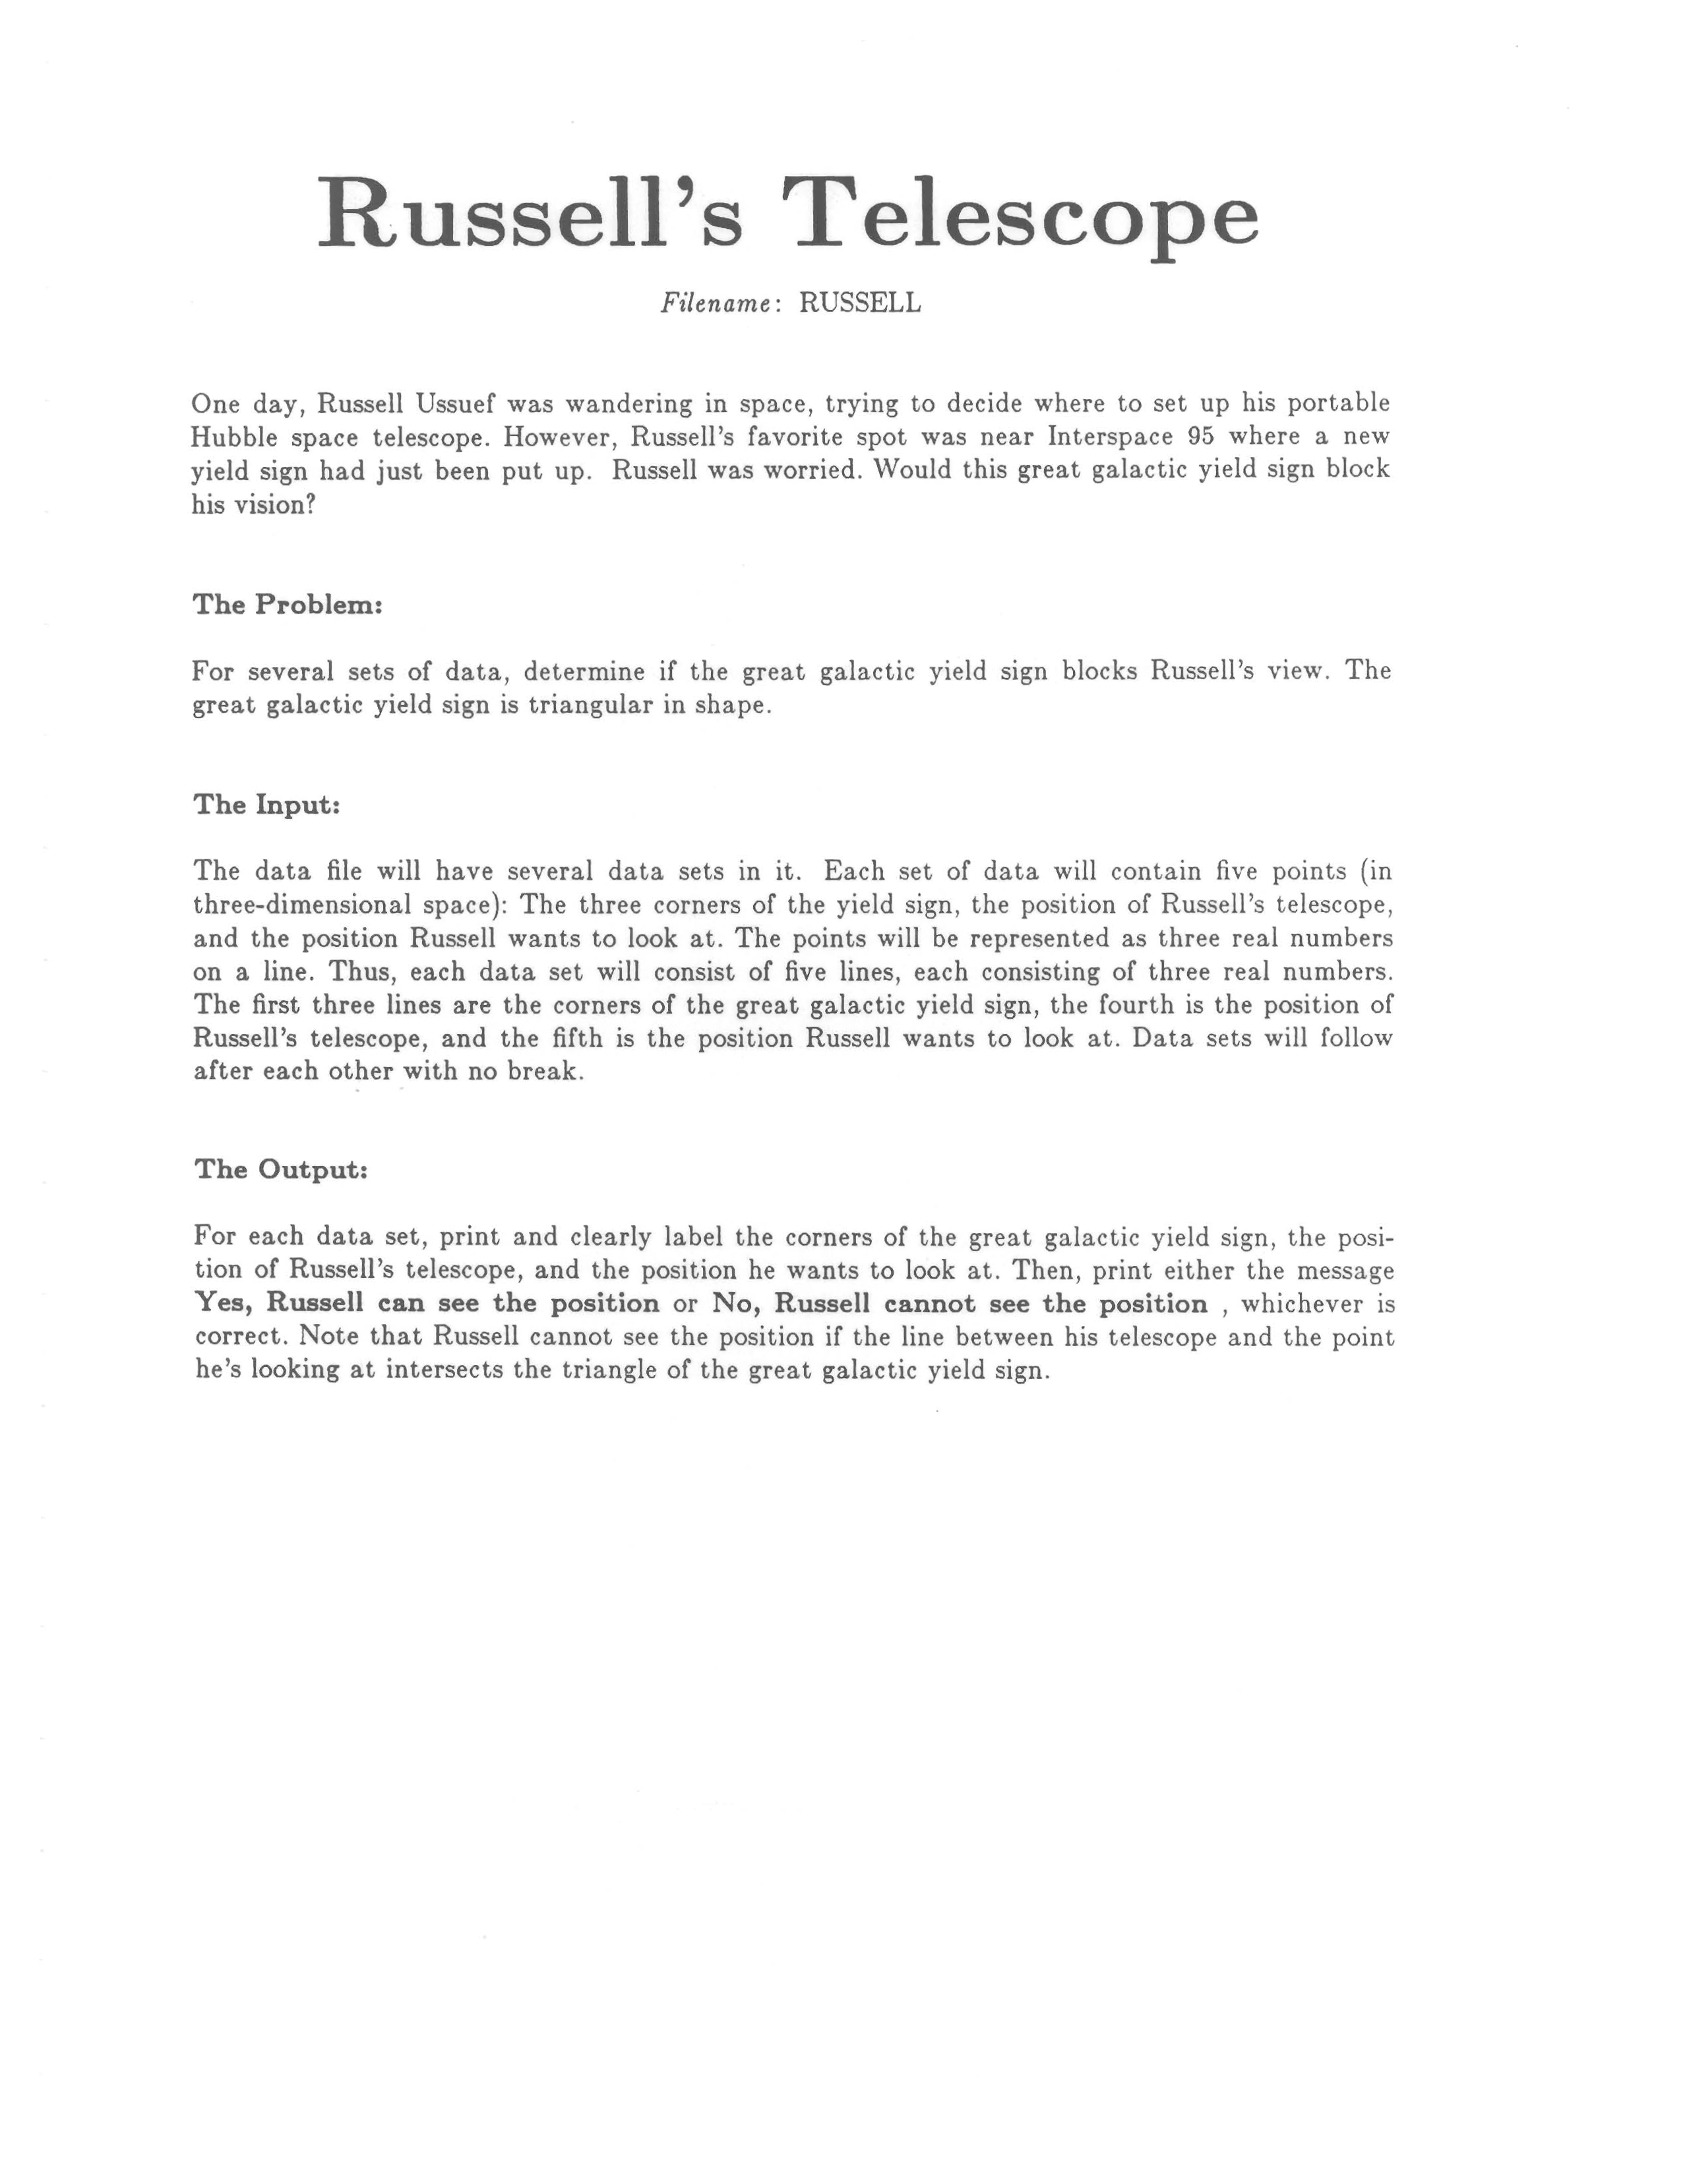 Russell's Telescope
Filename: RUSSELL
One day, Russell Ussuef was wandering in space, trying to decide where to set up his portable
Hubble space telescope. However, Russell's favorite spot was near Interspace 95 where a new
yield sign had just been put up. Russell was worried. Would this great galactic yield sign block
his vision?
The Problem:
For several sets of data, determine if the great galactic yield sign blocks Russell's view. The
great galactic yield sign is triangular in shape.
The Input:
The data file will have several data sets in it. Each set of data will contain five points (in
three-dimensional space): The three corners of the yield sign, the position of Russell's telescope,
and the position Russell wants to look at. The points will be represented as three real numbers
on a line. Thus, each data set will consist of five lines, each consisting of three real numbers.
The first three lines are the corners of the great galactic yield sign, the fourth is the position of
Russell's telescope, and the fifth is the position Russell wants to look at. Data sets will follow
after each other with no break.
The Output:
For each data set, print and clearly label the corners of the great galactic yield sign, the posi-
tion of Russell's telescope, and the position he wants to look at. Then, print either the message
Yes, Russell can see the position or No, Russell cannot see the position , whichever is
correct. Note that Russell cannot see the position if the line between his telescope and the point
he's looking at intersects the triangle of the great galactic yield sign.